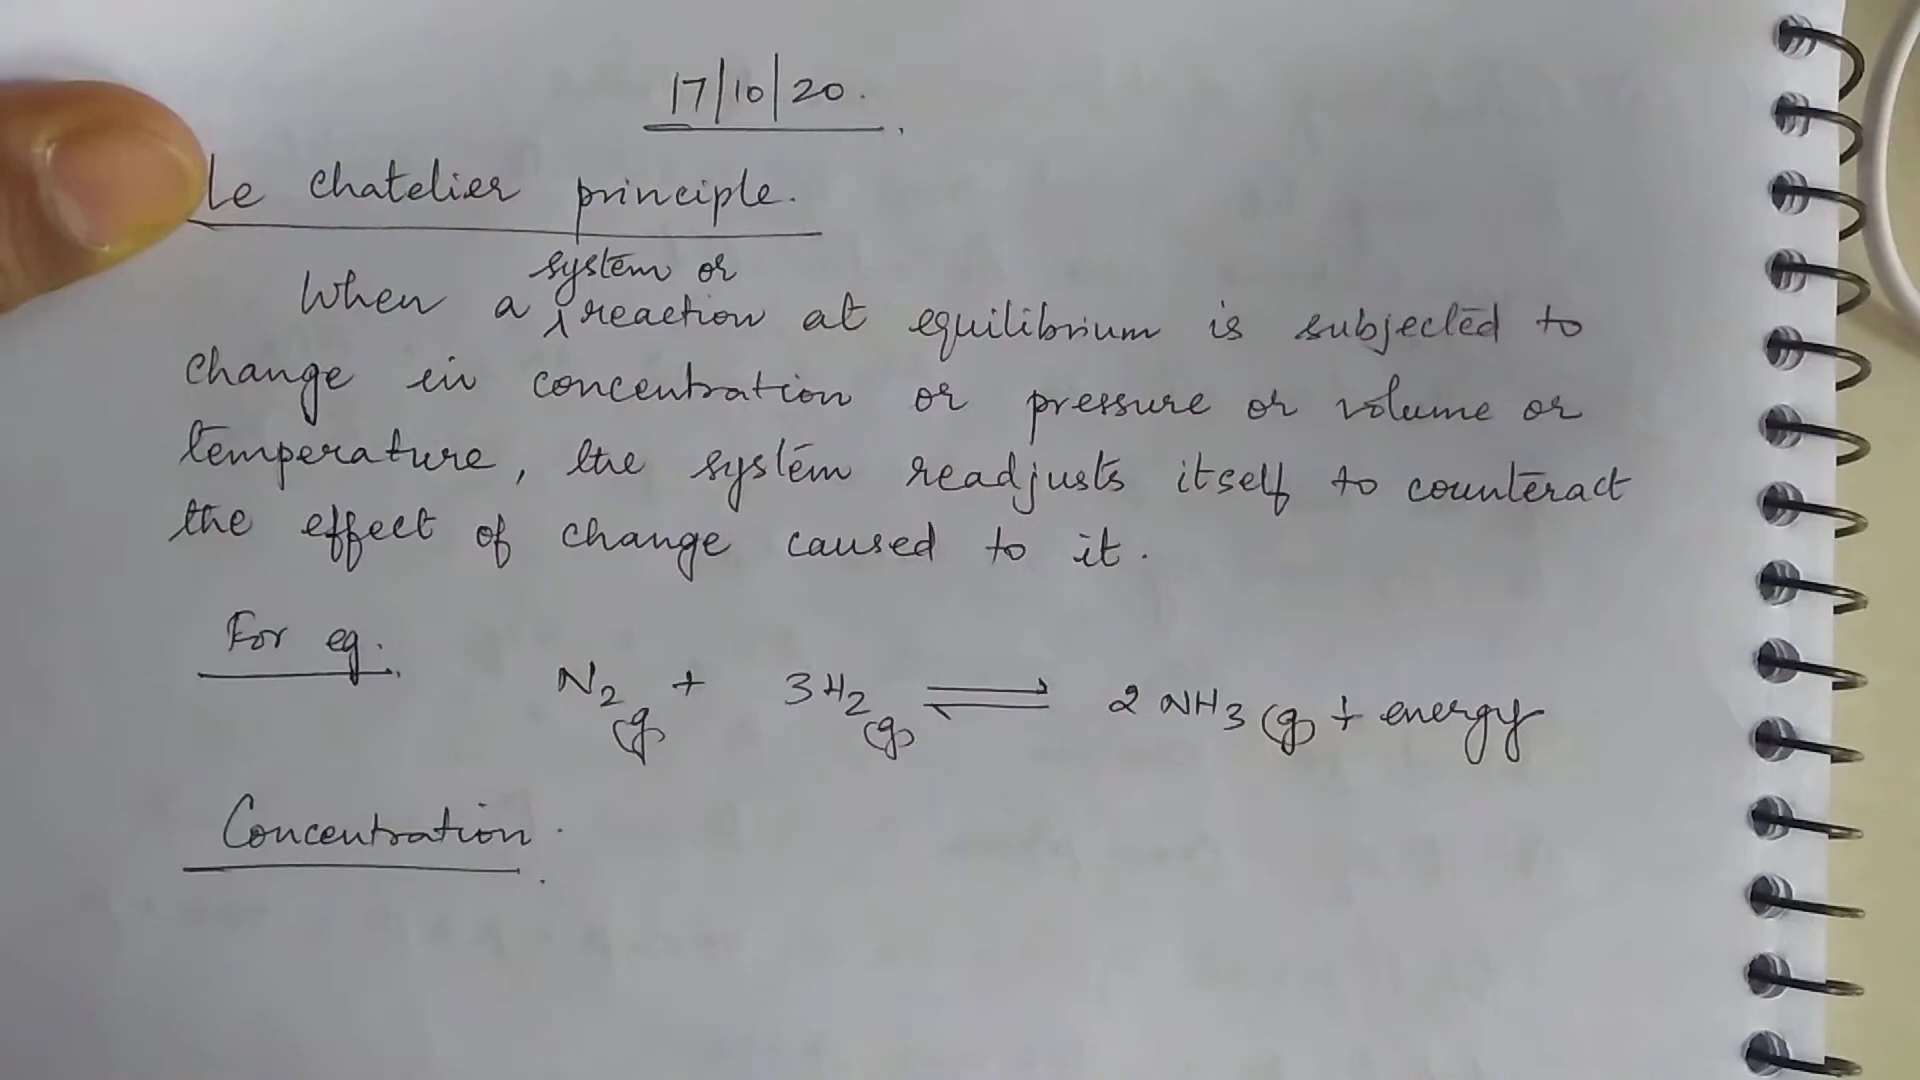 17/10/20.
Le chatelier principle.
system or
When a ʌ reaction at equilibrium is subjected to
change in concentration or pressure or volume or
temperature, the system readjusts itself to counteract
the effect of change caused to it.
For eg. N2(g) + 3H2(g) ⇌ 2NH3(g) + energy
Concentration.